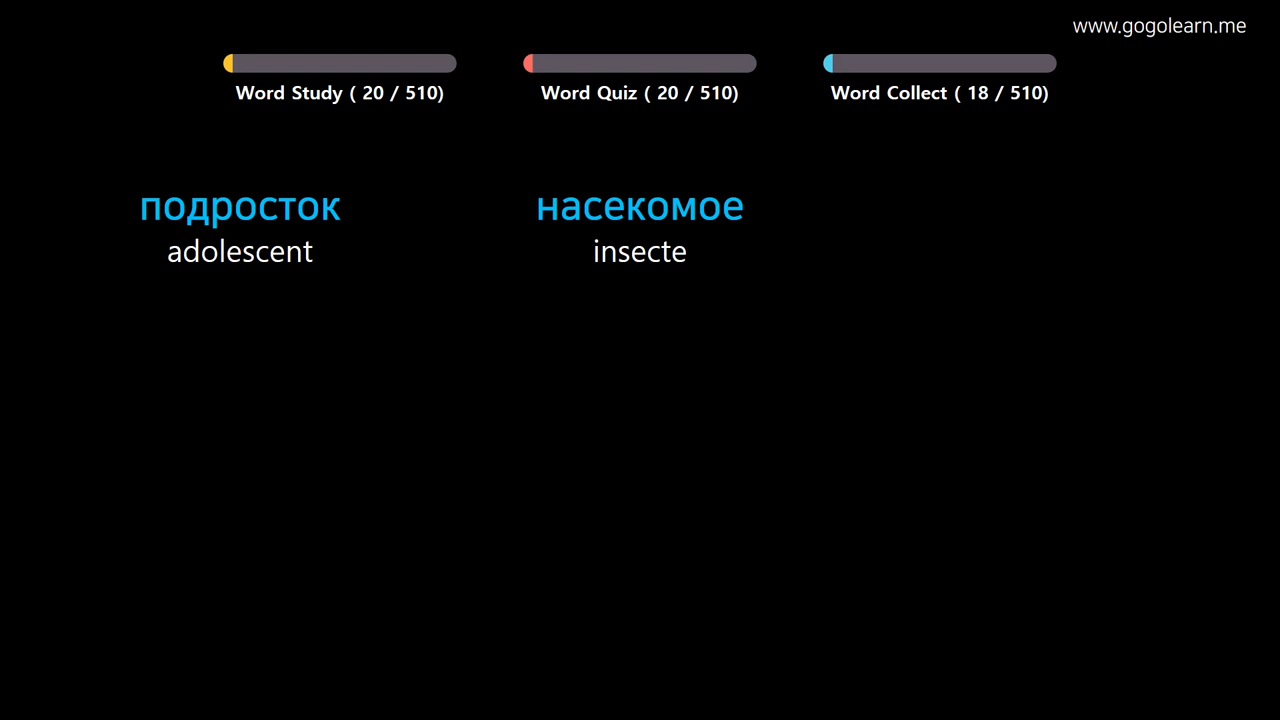 www.gogolearn.me
Word Study ( 20 / 510)
Word Quiz ( 20 / 510)
Word Collect ( 18 / 510)
подросток
adolescent
насекомое
insecte